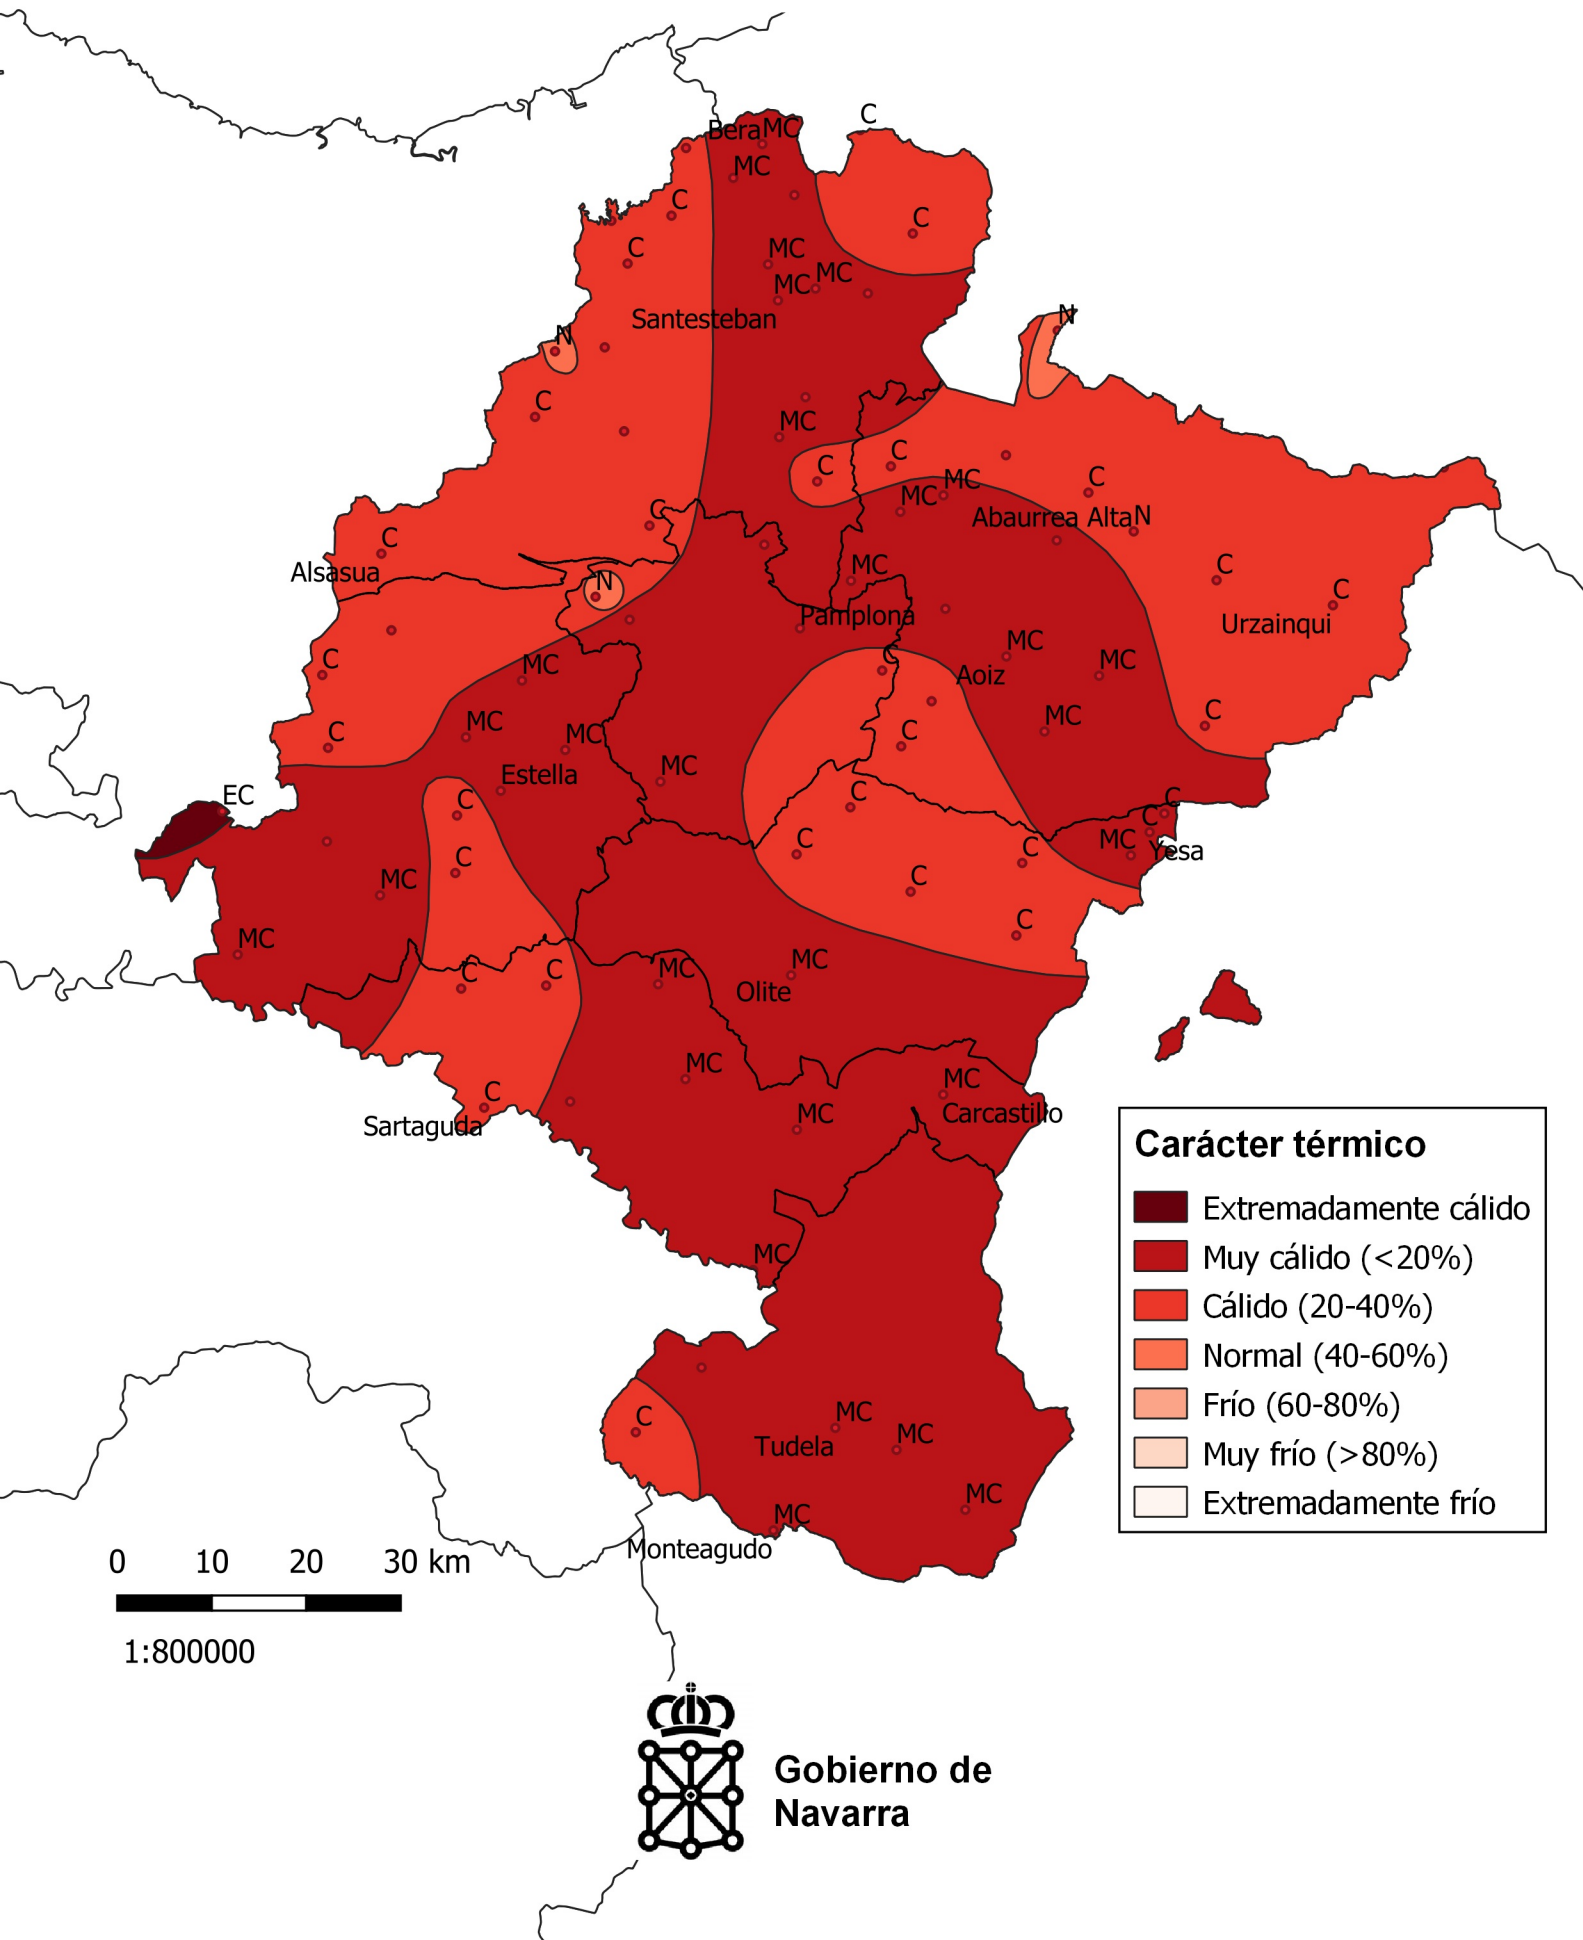 C
BeraMC
MC
C
C
C
MC
MC
MC
N
Santesteban
N
C
MC
C
C
MC
MC
C
C
Abaurrea AltaN
C
Alsasua
MC
C
N
C
Pamplona
Urzainqui
MC
C
C
MC
Aoiz
MC
C
MC
MC
MC
C
C
Estella
MC
EC
C
C
C
C
C
MC
C
MC
Yesa
C
MC
C
C
MC
C
C
MC
MC
Olite
MC
MC
C
MC
Carcastillo
Sartaguda
MC
C
MC
MC
Tudela
MC
MC
Monteagudo
Carácter térmico
Extremadamente cálido
Muy cálido (<20%)
Cálido (20-40%)
Normal (40-60%)
Frío (60-80%)
Muy frío (>80%)
Extremadamente frío
0 10 20 30 km
1:800000
Gobierno de
Navarra